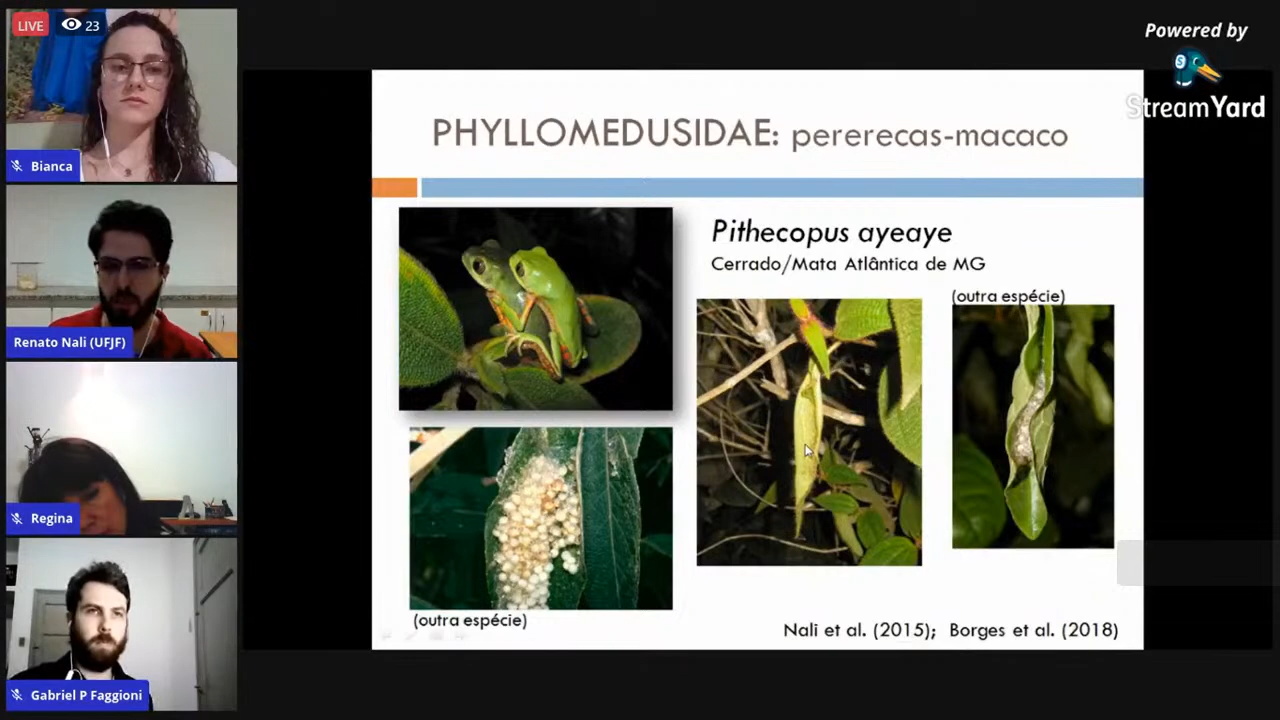 LIVE 23
Bianca
Renato Nali (UFJF)
Regina
Gabriel P Faggioni
Powered by
StreamYard
PHYLLOMEDUSIDAE: pererecas-macaco
Pithecopus ayeaye
Cerrado/Mata Atlântica de MG
(outra espécie)
(outra espécie)
Nali et al. (2015); Borges et al. (2018)